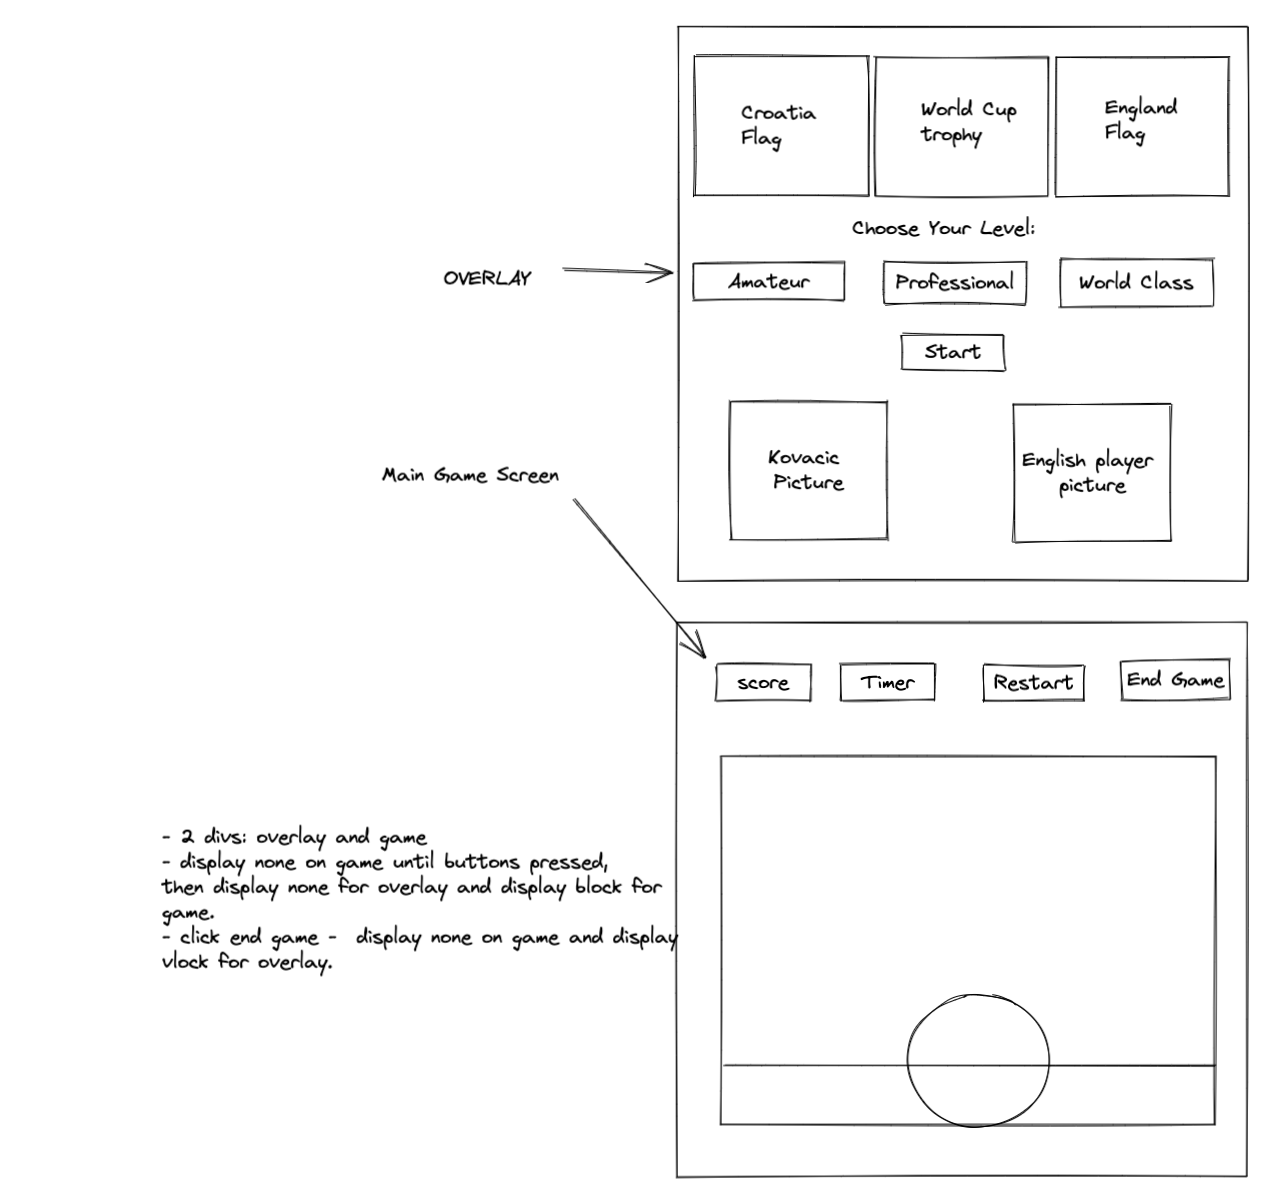 Croatia
Flag
World Cup
trophy
England
Flag
Choose Your Level:
OVERLAY
Amateur
Professional
World Class
Start
Kovacic
Picture
English player
picture
Main Game Screen
score
Timer
Restart
End Game
- 2 divs: overlay and game
- display none on game until buttons pressed,
then display none for overlay and display block for
game.
- click end game - display none on game and display
vlock for overlay.